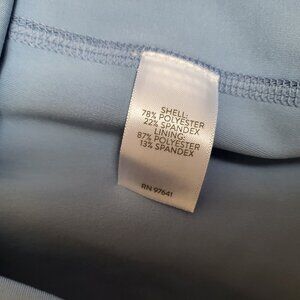 SHELL:
78% POLYESTER
22% SPANDEX
LINING:
87% POLYESTER
13% SPANDEX
RN 97641